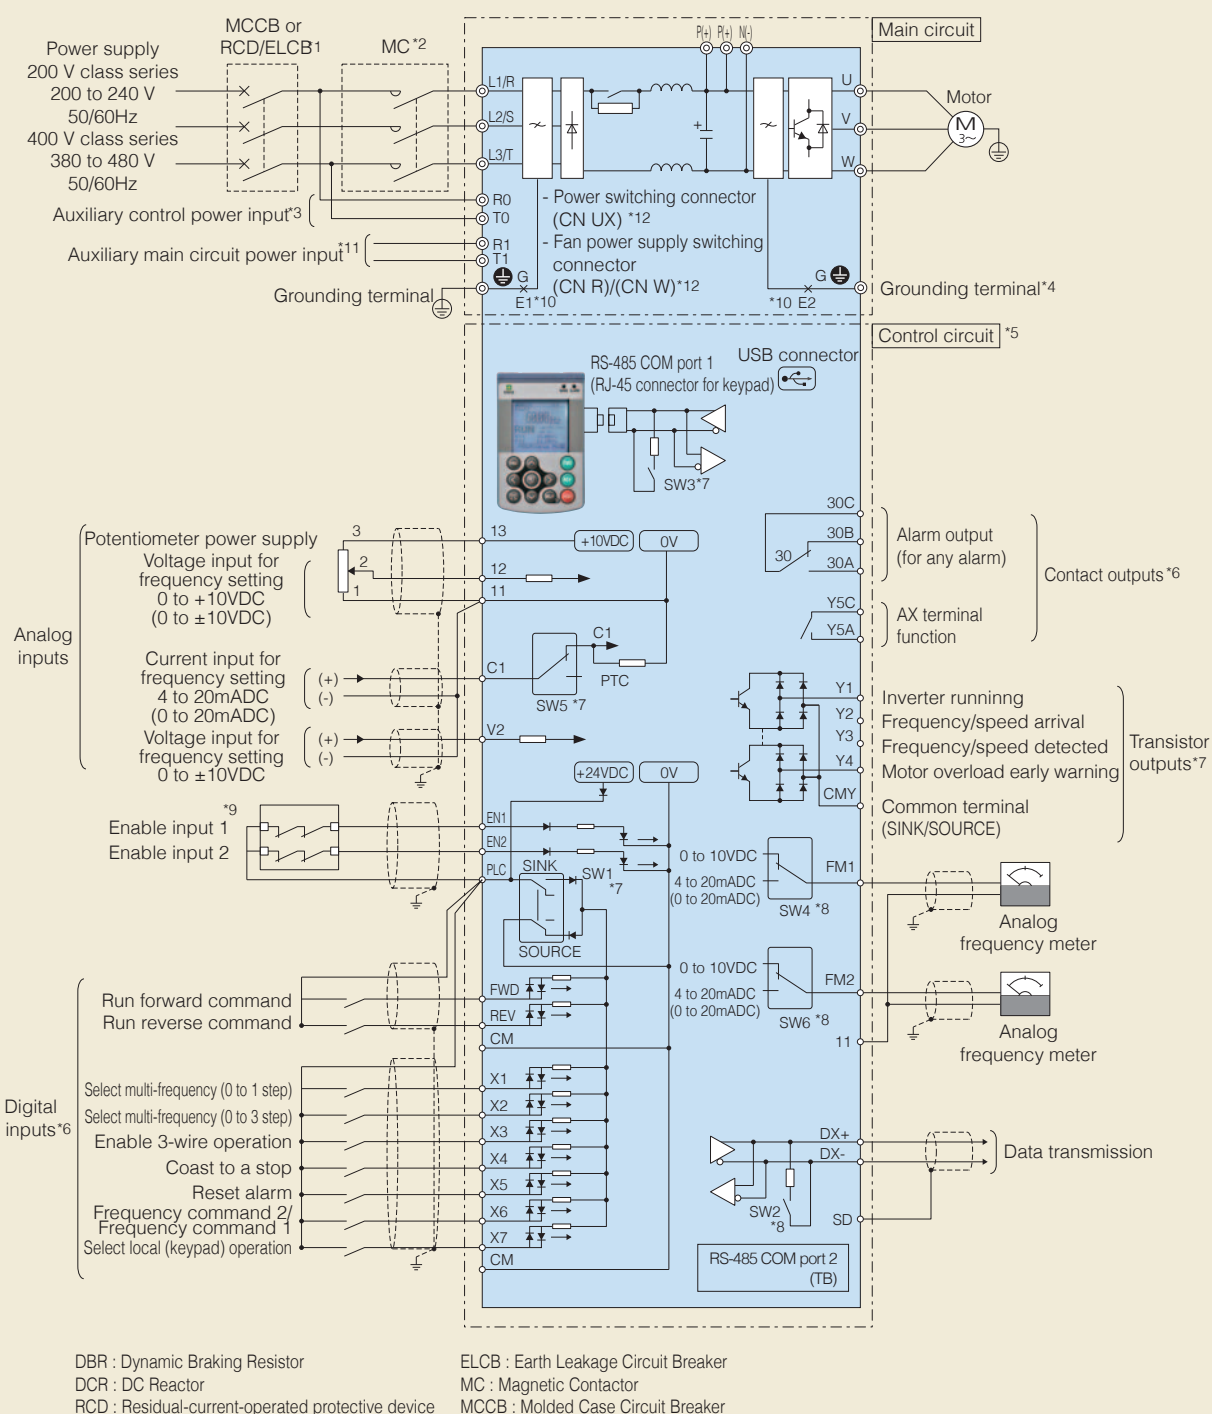 MCCB or
RCD/ELCB*1
MC*2
Power supply
200 V class series
200 to 240 V
50/60Hz
400 V class series
380 to 480 V
50/60Hz
Main circuit
P(+) P(+) N(-)
L1/R
L2/S
L3/T
+
U
V
W
Motor
M
3~
Auxiliary control power input*3
R0
T0
Auxiliary main circuit power input*11
R1
T1
- Power switching connector
(CN UX) *12
- Fan power supply switching
connector
(CN R)/(CN W)*12
Grounding terminal
G
E1*10
G
*10 E2
Grounding terminal*4
Control circuit *5
RS-485 COM port 1
(RJ-45 connector for keypad)
USB connector
SW3*7
Analog
inputs
Potentiometer power supply
Voltage input for
frequency setting
0 to +10VDC
(0 to ±10VDC)
3
2
1
13
12
11
+10VDC
0V
Current input for
frequency setting
4 to 20mADC
(0 to 20mADC)
(+)
(-)
C1
C1
PTC
SW5 *7
Voltage input for
frequency setting
0 to ±10VDC
(+)
(-)
V2
+24VDC
0V
30C
30B
30
30A
Alarm output
(for any alarm)
Contact outputs*6
Y5C
Y5A
AX terminal
function
Y1
Y2
Y3
Y4
CMY
Inverter runinng
Frequency/speed arrival
Frequency/speed detected
Motor overload early warning
Common terminal
(SINK/SOURCE)
Transistor
outputs*7
*9
Enable input 1
Enable input 2
EN1
EN2
PLC
SINK
SW1
*7
SOURCE
0 to 10VDC
4 to 20mADC
(0 to 20mADC)
SW4 *8
FM1
Analog
frequency meter
0 to 10VDC
4 to 20mADC
(0 to 20mADC)
SW6 *8
FM2
11
Analog
frequency meter
Digital
inputs*6
Run forward command
Run reverse command
FWD
REV
CM
Select multi-frequency (0 to 1 step)
Select multi-frequency (0 to 3 step)
Enable 3-wire operation
Coast to a stop
Reset alarm
Frequency command 2/
Frequency command 1
Select local (keypad) operation
X1
X2
X3
X4
X5
X6
X7
CM
DX+
DX-
SW2
*8
SD
Data transmission
RS-485 COM port 2
(TB)
DBR : Dynamic Braking Resistor
DCR : DC Reactor
RCD : Residual-current-operated protective device
ELCB : Earth Leakage Circuit Breaker
MC : Magnetic Contactor
MCCB : Molded Case Circuit Breaker